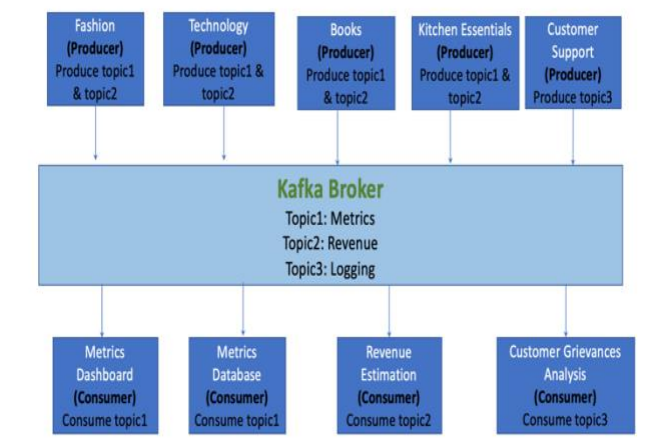 Fashion
(Producer)
Produce topic1
& topic2
Technology
(Producer)
Produce topic1 &
topic2
Books
(Producer)
Produce topic1
& topic2
Kitchen Essentials
(Producer)
Produce topic1 &
topic2
Customer
Support
(Producer)
Produce topic3
Kafka Broker
Topic1: Metrics
Topic2: Revenue
Topic3: Logging
Metrics
Dashboard
(Consumer)
Consume topic1
Metrics
Database
(Consumer)
Consume topic1
Revenue
Estimation
(Consumer)
Consume topic2
Customer Grievances
Analysis
(Consumer)
Consume topic3